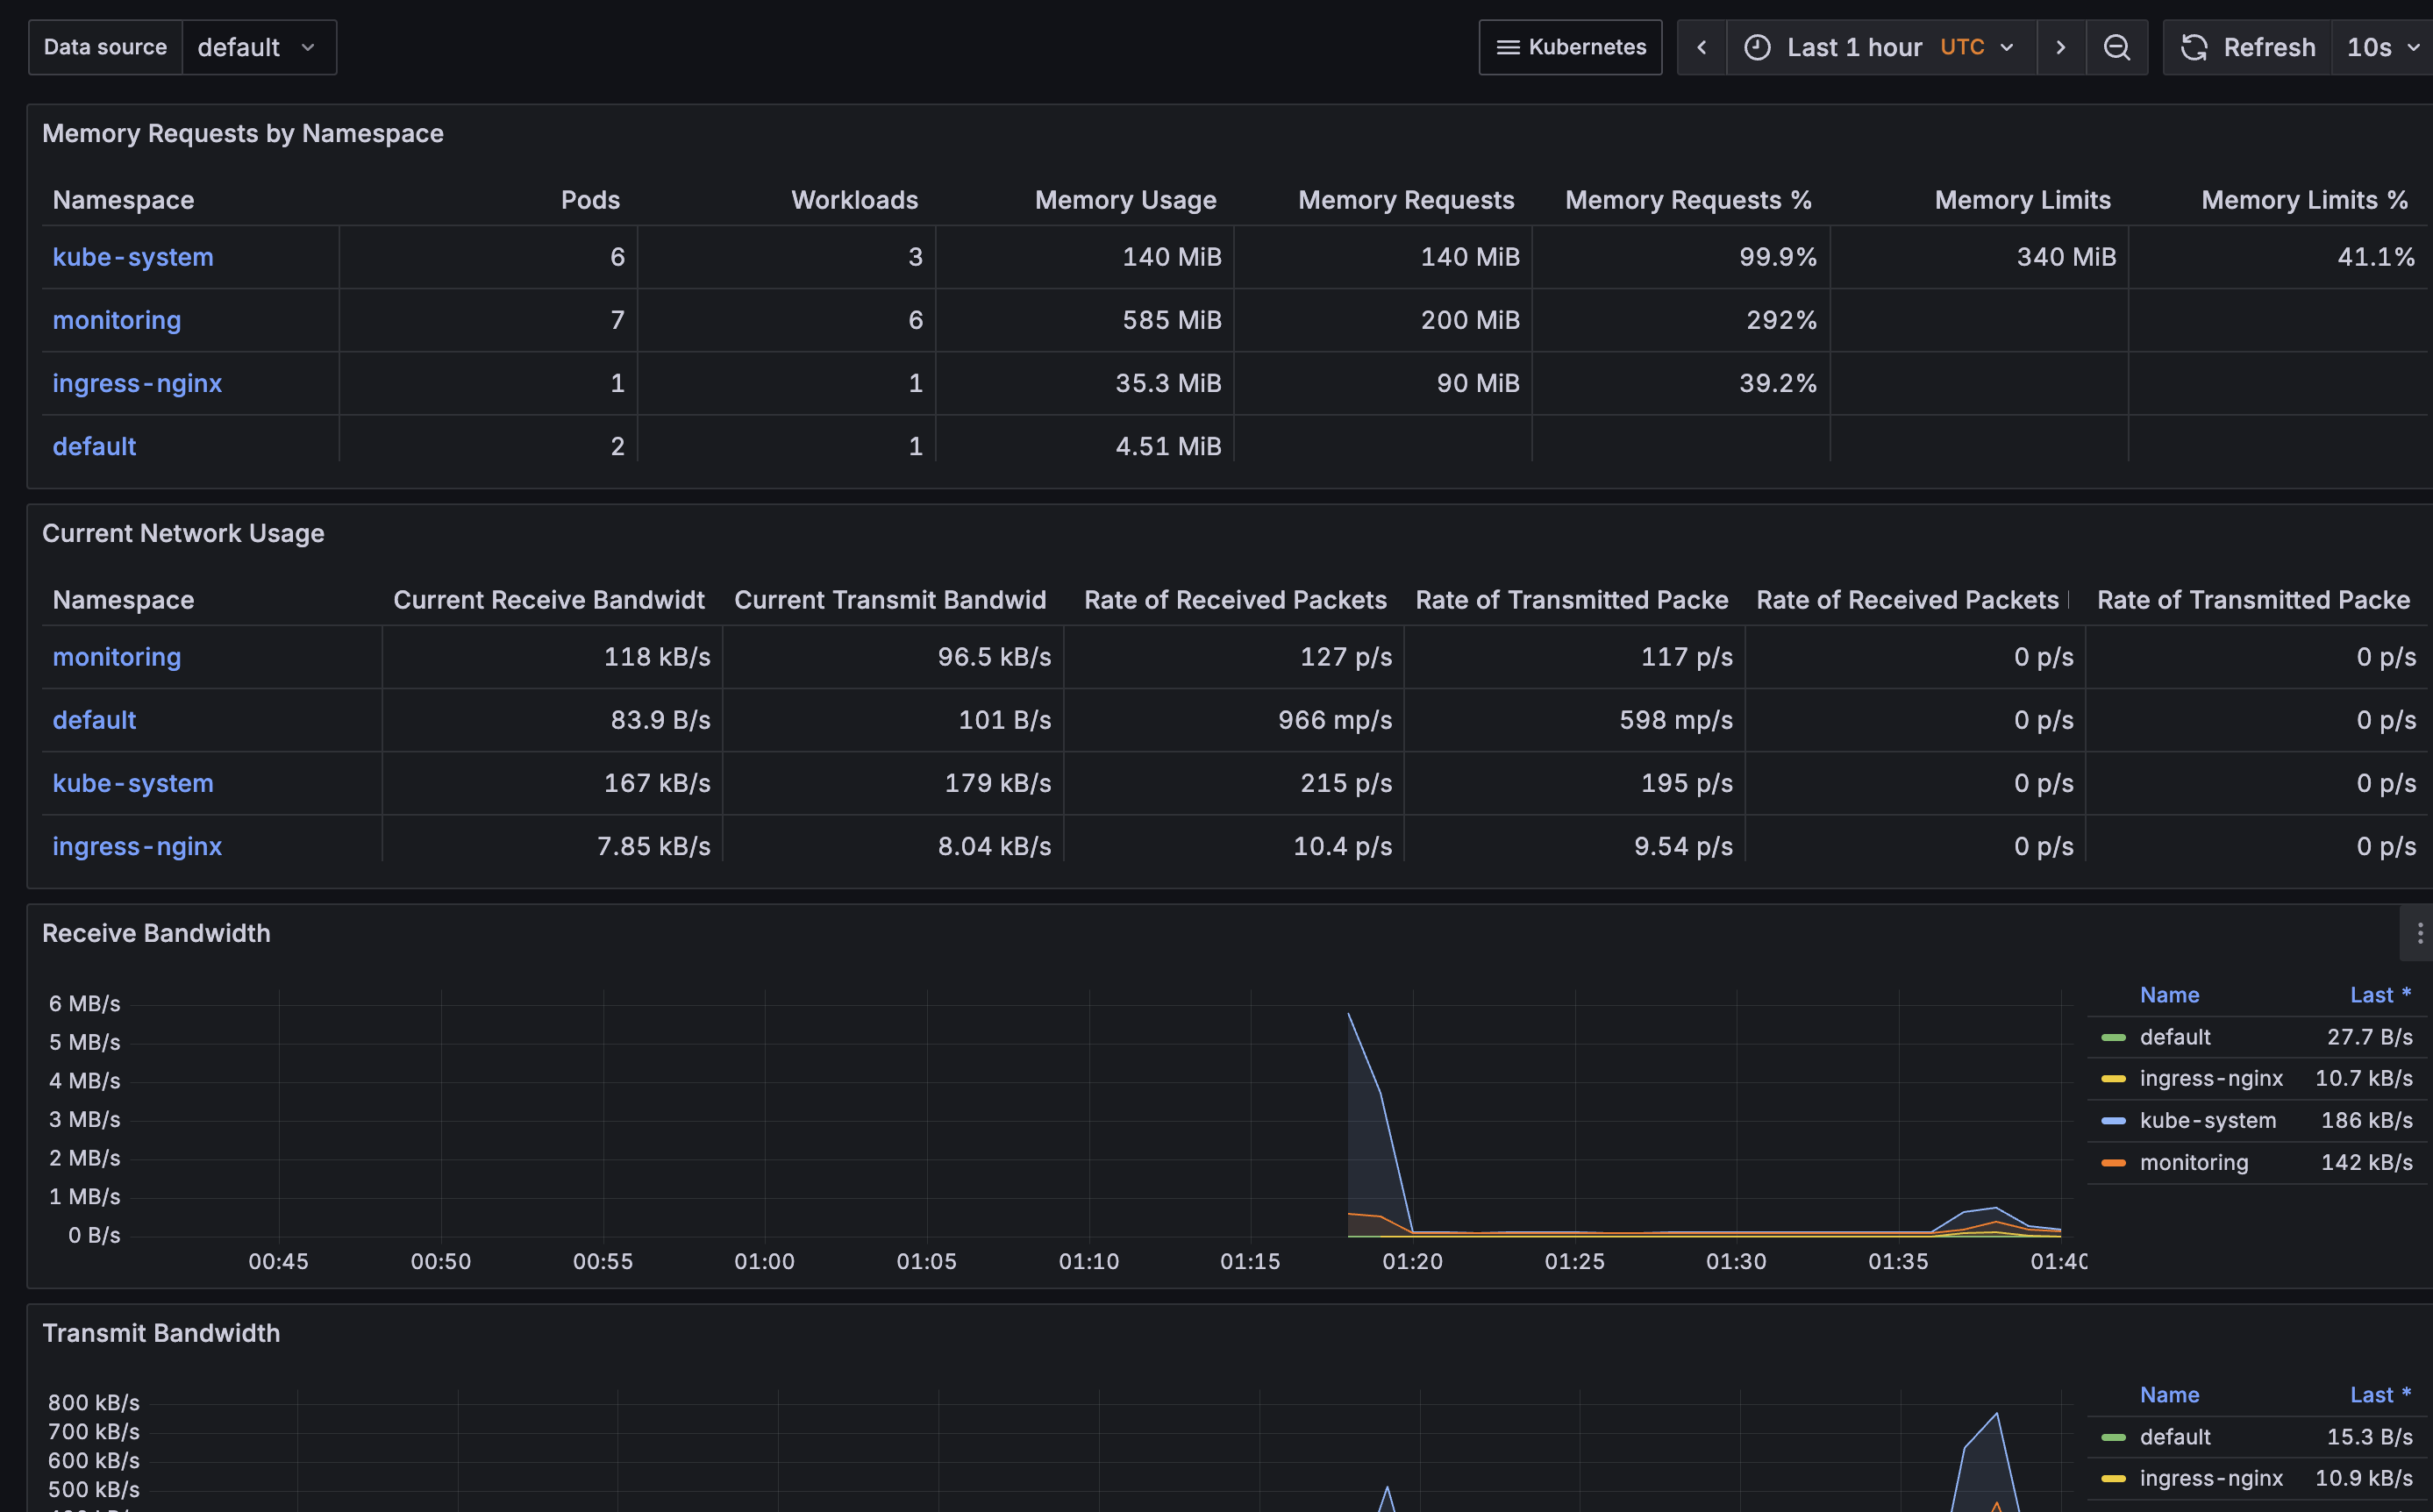 Data source default Kubernetes Last 1 hour UTC Refresh 10s
Memory Requests by Namespace
Namespace Pods Workloads Memory Usage Memory Requests Memory Requests % Memory Limits Memory Limits %
kube-system 6 3 140 MiB 140 MiB 99.9% 340 MiB 41.1%
monitoring 7 6 585 MiB 200 MiB 292%
ingress-nginx 1 1 35.3 MiB 90 MiB 39.2%
default 2 1 4.51 MiB
Current Network Usage
Namespace Current Receive Bandwidt Current Transmit Bandwid Rate of Received Packets Rate of Transmitted Packe Rate of Received Packets Rate of Transmitted Packe
monitoring 118 kB/s 96.5 kB/s 127 p/s 117 p/s 0 p/s 0 p/s
default 83.9 B/s 101 B/s 966 mp/s 598 mp/s 0 p/s 0 p/s
kube-system 167 kB/s 179 kB/s 215 p/s 195 p/s 0 p/s 0 p/s
ingress-nginx 7.85 kB/s 8.04 kB/s 10.4 p/s 9.54 p/s 0 p/s 0 p/s
Receive Bandwidth
6 MB/s
5 MB/s
4 MB/s
3 MB/s
2 MB/s
1 MB/s
0 B/s
00:45 00:50 00:55 01:00 01:05 01:10 01:15 01:20 01:25 01:30 01:35 01:40
Name Last *
default 27.7 B/s
ingress-nginx 10.7 kB/s
kube-system 186 kB/s
monitoring 142 kB/s
Transmit Bandwidth
800 kB/s
700 kB/s
600 kB/s
500 kB/s
Name Last *
default 15.3 B/s
ingress-nginx 10.9 kB/s